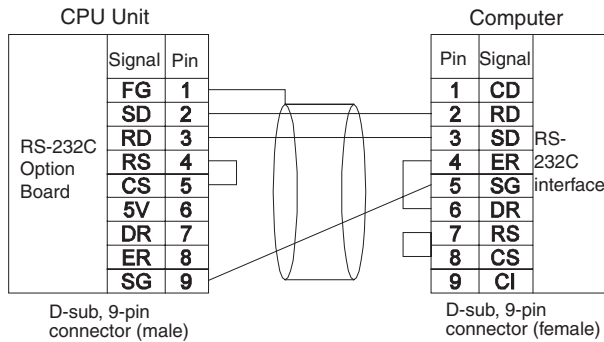 CPU Unit
Computer
Signal Pin
FG 1
SD 2
RD 3
RS 4
CS 5
5V 6
DR 7
ER 8
SG 9
RS-232C
Option
Board
D-sub, 9-pin
connector (male)
Pin Signal
1 CD
2 RD
3 SD
4 ER
5 SG
6 DR
7 RS
8 CS
9 CI
RS-
232C
interface
D-sub, 9-pin
connector (female)